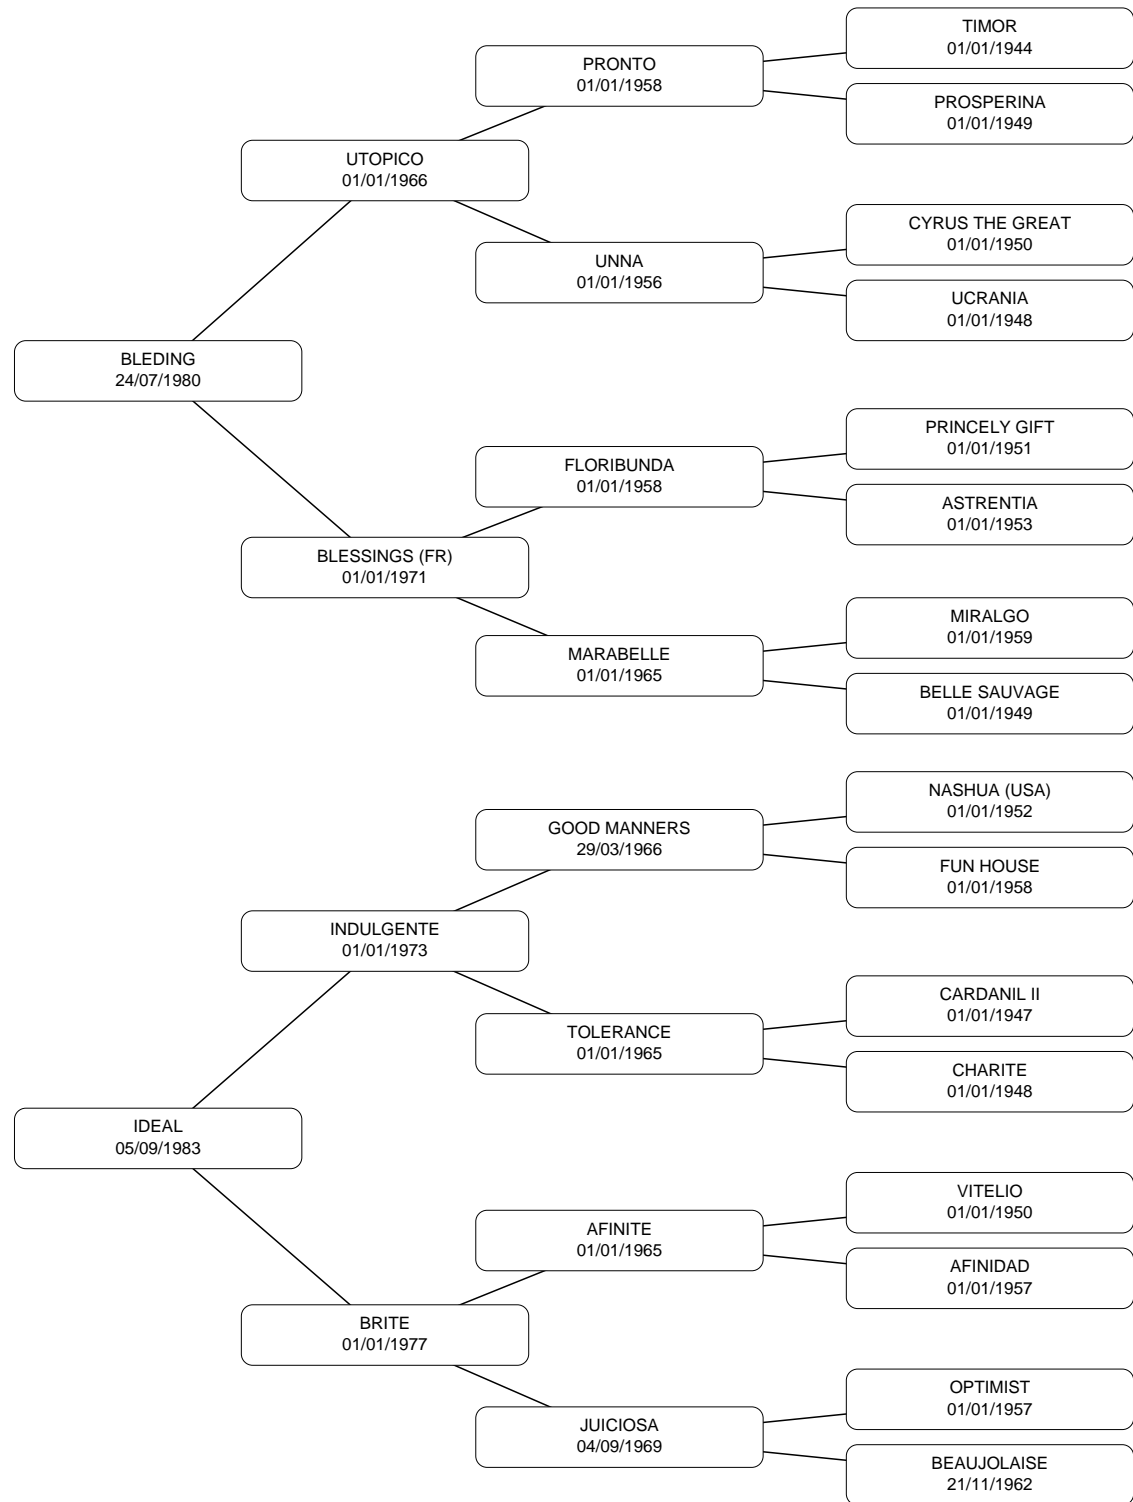 TIMOR
01/01/1944
PRONTO
01/01/1958
PROSPERINA
01/01/1949
UTOPICO
01/01/1966
CYRUS THE GREAT
01/01/1950
UNNA
01/01/1956
UCRANIA
01/01/1948
BLEDING
24/07/1980
PRINCELY GIFT
01/01/1951
FLORIBUNDA
01/01/1958
ASTRENTIA
01/01/1953
BLESSINGS (FR)
01/01/1971
MIRALGO
01/01/1959
MARABELLE
01/01/1965
BELLE SAUVAGE
01/01/1949
NASHUA (USA)
01/01/1952
GOOD MANNERS
29/03/1966
FUN HOUSE
01/01/1958
INDULGENTE
01/01/1973
CARDANIL II
01/01/1947
TOLERANCE
01/01/1965
CHARITE
01/01/1948
IDEAL
05/09/1983
VITELIO
01/01/1950
AFINITE
01/01/1965
AFINIDAD
01/01/1957
BRITE
01/01/1977
OPTIMIST
01/01/1957
JUICIOSA
04/09/1969
BEAUJOLAISE
21/11/1962